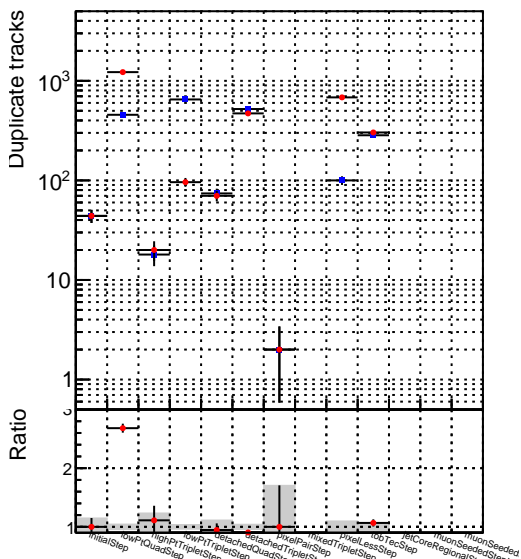 Duplicate tracks
10³
10²
10
1
Ratio
3
2
1
initialStep
lowPtQuadStep
highPtTripletStep
lowPtTripletStep
detachedQuadStep
detachedTripletStep
pixelPairStep
mixedTripletStep
pixelLessStep
tobTecStep
jetCoreRegionalStep
muonSeededStep
muonSeeded